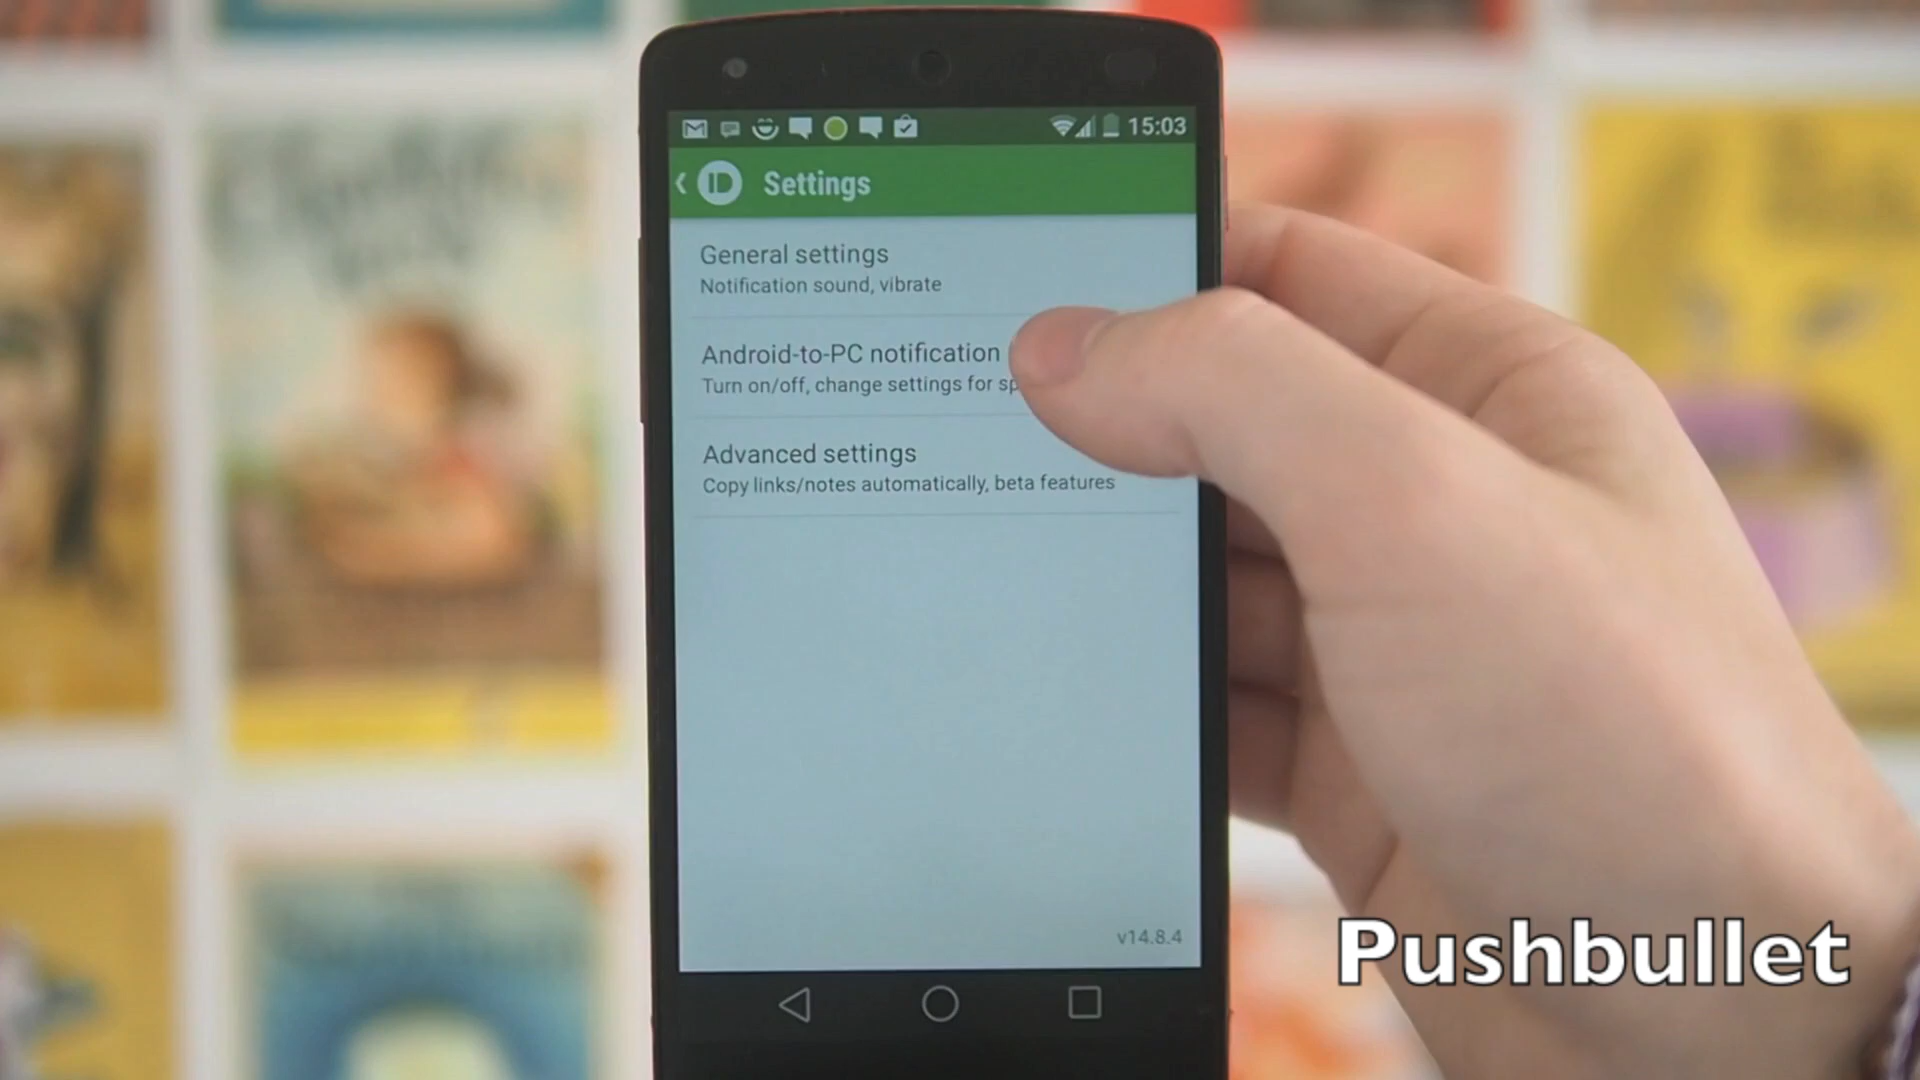 15:03
Settings
General settings
Notification sound, vibrate
Android-to-PC notification
Turn on/off, change settings for
Advanced settings
Copy links/notes automatically, beta features
v14.8.4
Pushbullet